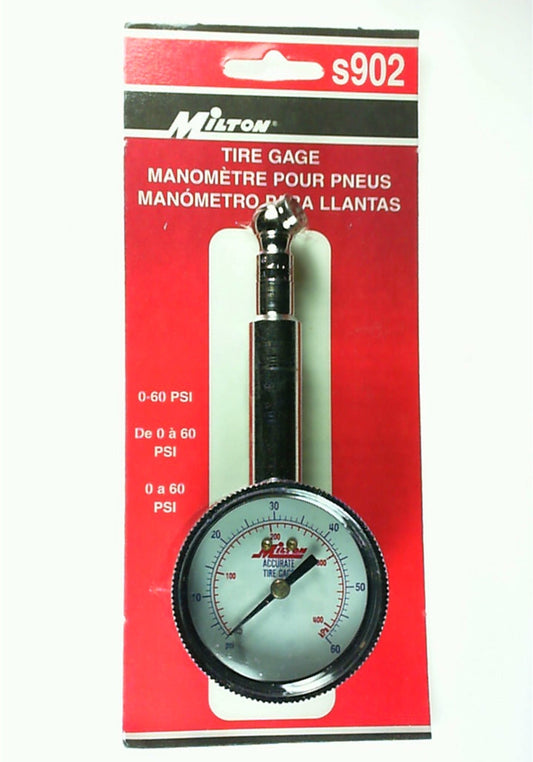 s902
MILTON®
TIRE GAGE
MANOMÈTRE POUR PNEUS
MANÓMETRO PARA LLANTAS
0-60 PSI
De 0 à 60
PSI
0 a 60
PSI
30
20
40
200
MILTON
ACCURATE
TIRE GAGE
100
10
50
400
kPa
60